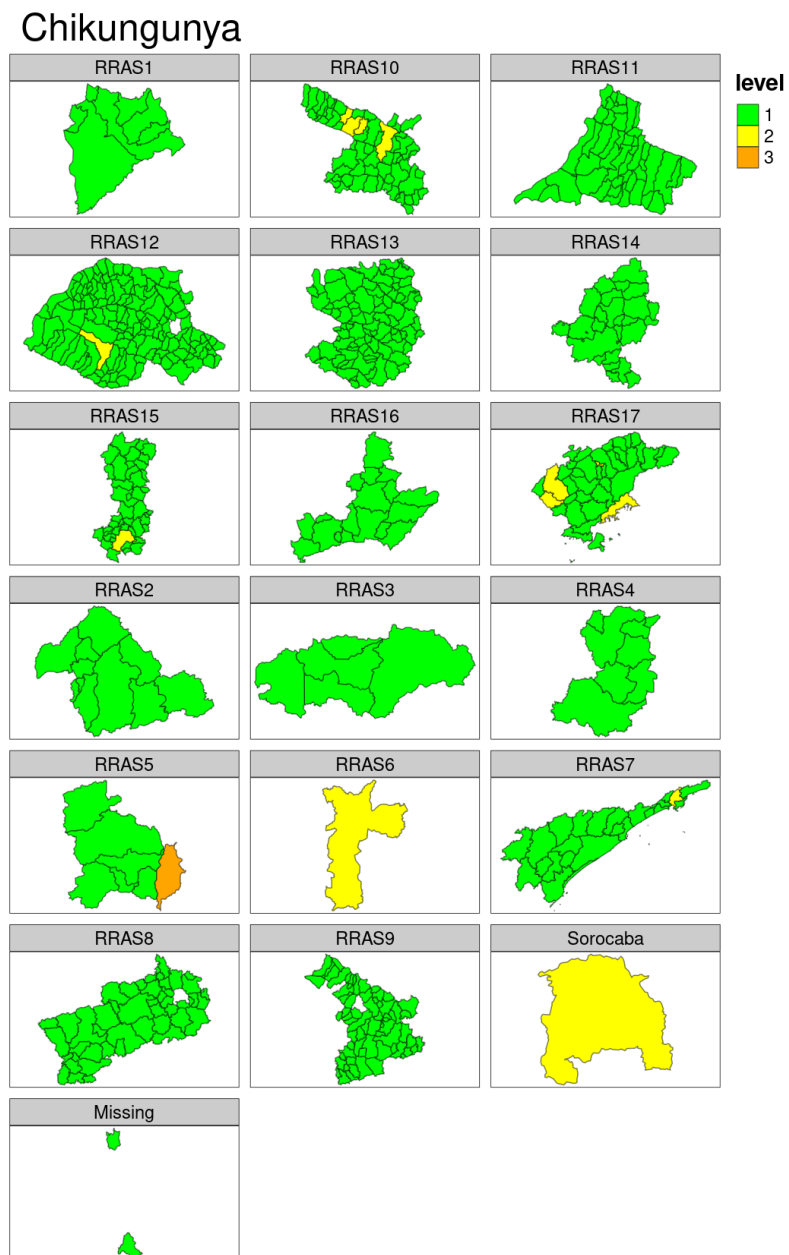 Chikungunya
RRAS1
RRAS10
RRAS11
level
1
2
3
RRAS12
RRAS13
RRAS14
RRAS15
RRAS16
RRAS17
RRAS2
RRAS3
RRAS4
RRAS5
RRAS6
RRAS7
RRAS8
RRAS9
Sorocaba
Missing